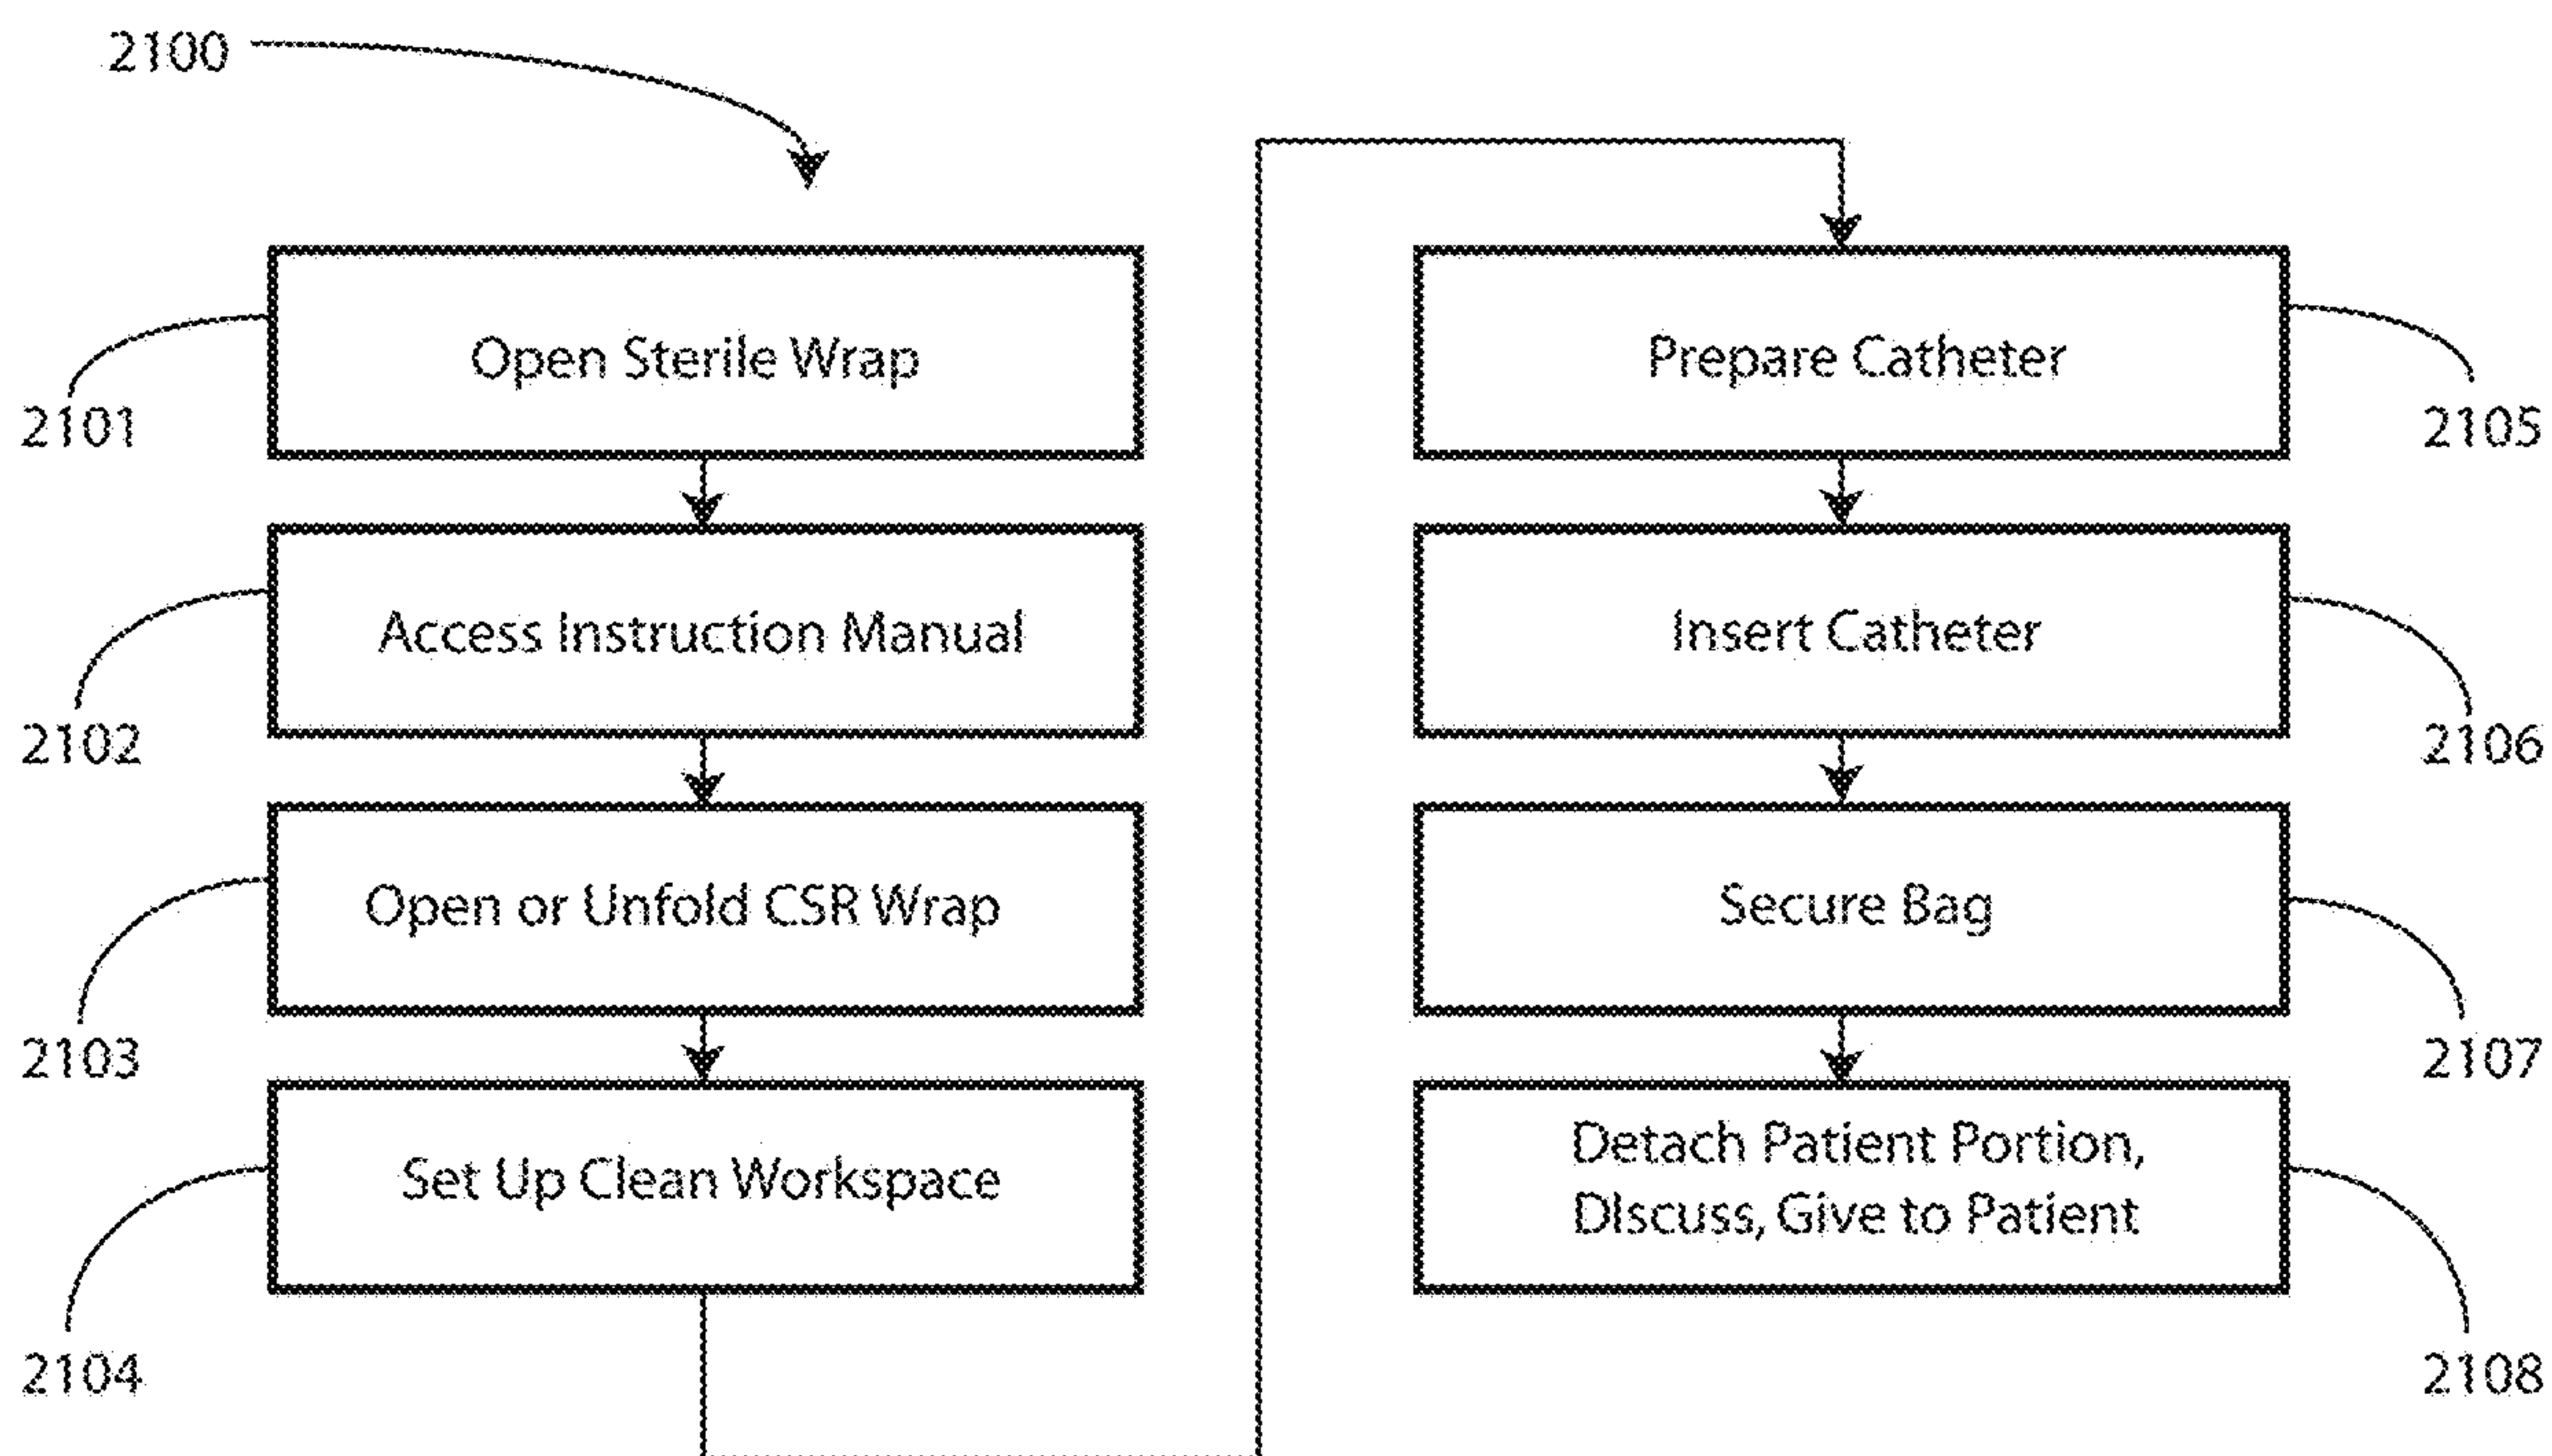 2100
Open Sterile Wrap
2101
Access Instruction Manual
2102
Open or Unfold CSR Wrap
2103
Set Up Clean Workspace
2104
Prepare Catheter
2105
Insert Catheter
2106
Secure Bag
2107
Detach Patient Portion,
DIscuss, Give to Patient
2108